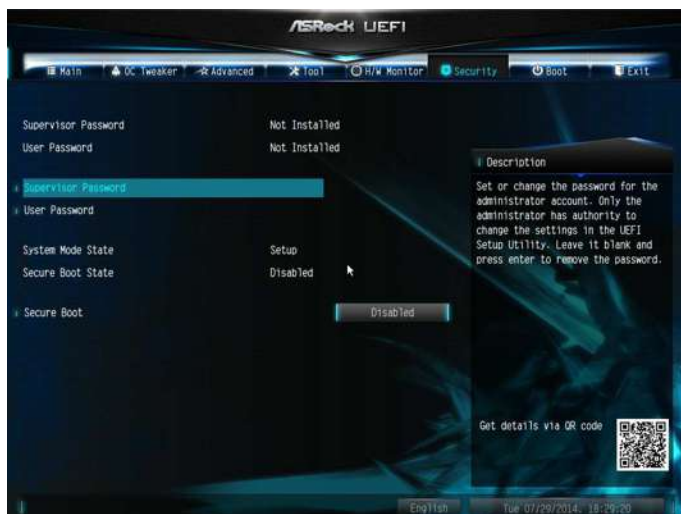 ASRock UEFI
Main OC Tweaker Advanced Tool H/W Monitor Security Boot Exit
Supervisor Password Not Installed
User Password Not Installed
Supervisor Password
User Password
System Mode State Setup
Secure Boot State Disabled
Secure Boot Disabled
Description
Set or change the password for the
administrator account. Only the
administrator has authority to
change the settings in the UEFI
Setup Utility. Leave it blank and
press enter to remove the password.
Get details via QR code
English Tue 07/29/2014. 18:29:20